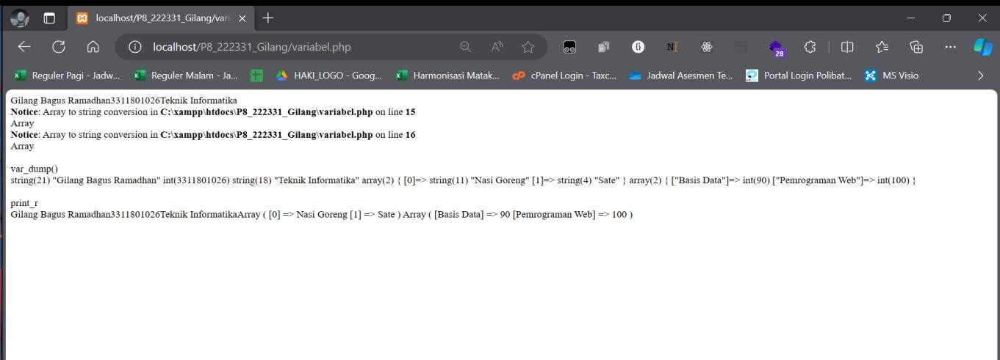 localhost/P8_222331_Gilang/vari
localhost/P8_222331_Gilang/variabel.php
28
Reguler Pagi - Jadw... Reguler Malam - Ja... HAKI_LOGO - Goog... Harmonisasi Matak... cPanel Login - Taxc... Jadwal Asesmen Te... Portal Login Polibat... MS Visio
Gilang Bagus Ramadhan3311801026Teknik Informatika
Notice: Array to string conversion in C:\xampp\htdocs\P8_222331_Gilang\variabel.php on line 15
Array
Notice: Array to string conversion in C:\xampp\htdocs\P8_222331_Gilang\variabel.php on line 16
Array
var_dump()
string(21) "Gilang Bagus Ramadhan" int(3311801026) string(18) "Teknik Informatika" array(2) { [0]=> string(11) "Nasi Goreng" [1]=> string(4) "Sate" } array(2) { ["Basis Data"]=> int(90) ["Pemrograman Web"]=> int(100) }
print_r
Gilang Bagus Ramadhan3311801026Teknik InformatikaArray ( [0] => Nasi Goreng [1] => Sate ) Array ( [Basis Data] => 90 [Pemrograman Web] => 100 )